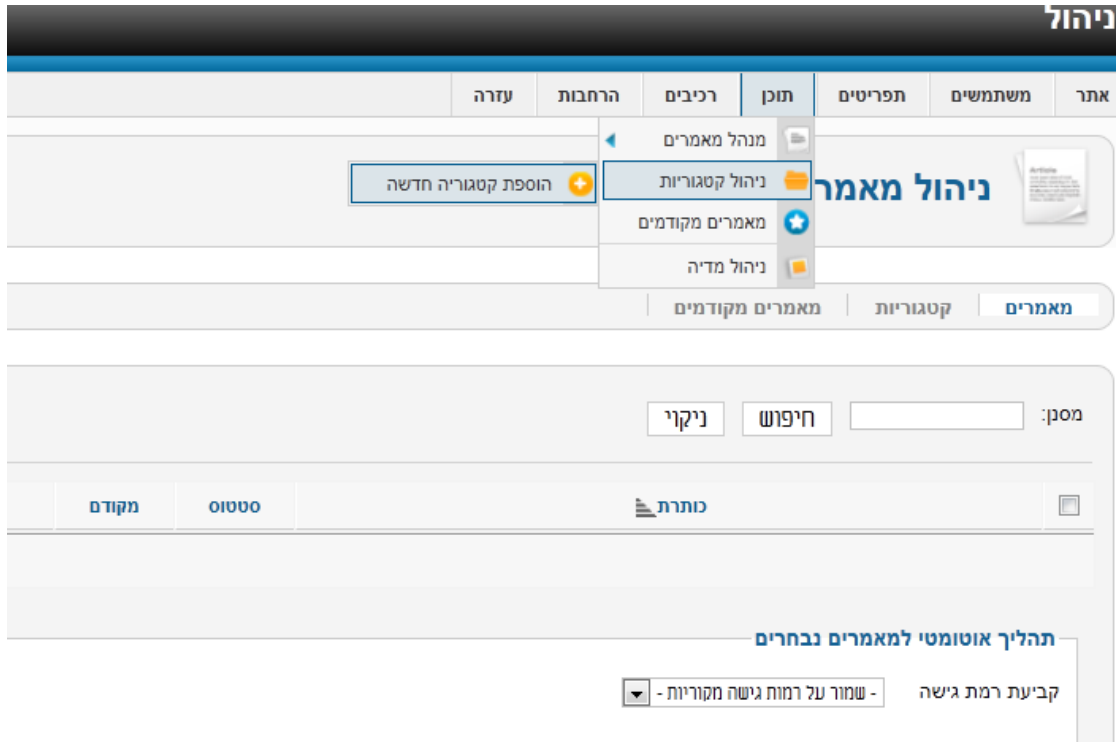 ניהול
אתר משתמשים תפריטים תוכן רכיבים הרחבות עזרה
מנהל מאמרים
ניהול קטגוריות
הוספת קטגוריה חדשה
מאמרים מקודמים
ניהול מדיה
Article
ניהול מאמר
מאמרים קטגוריות מאמרים מקודמים
מסנן: חיפוש ניקוי
כותרת סטטוס מקודם
תהליך אוטומטי למאמרים נבחרים
קביעת רמת גישה - שמור על רמות גישה מקוריות -